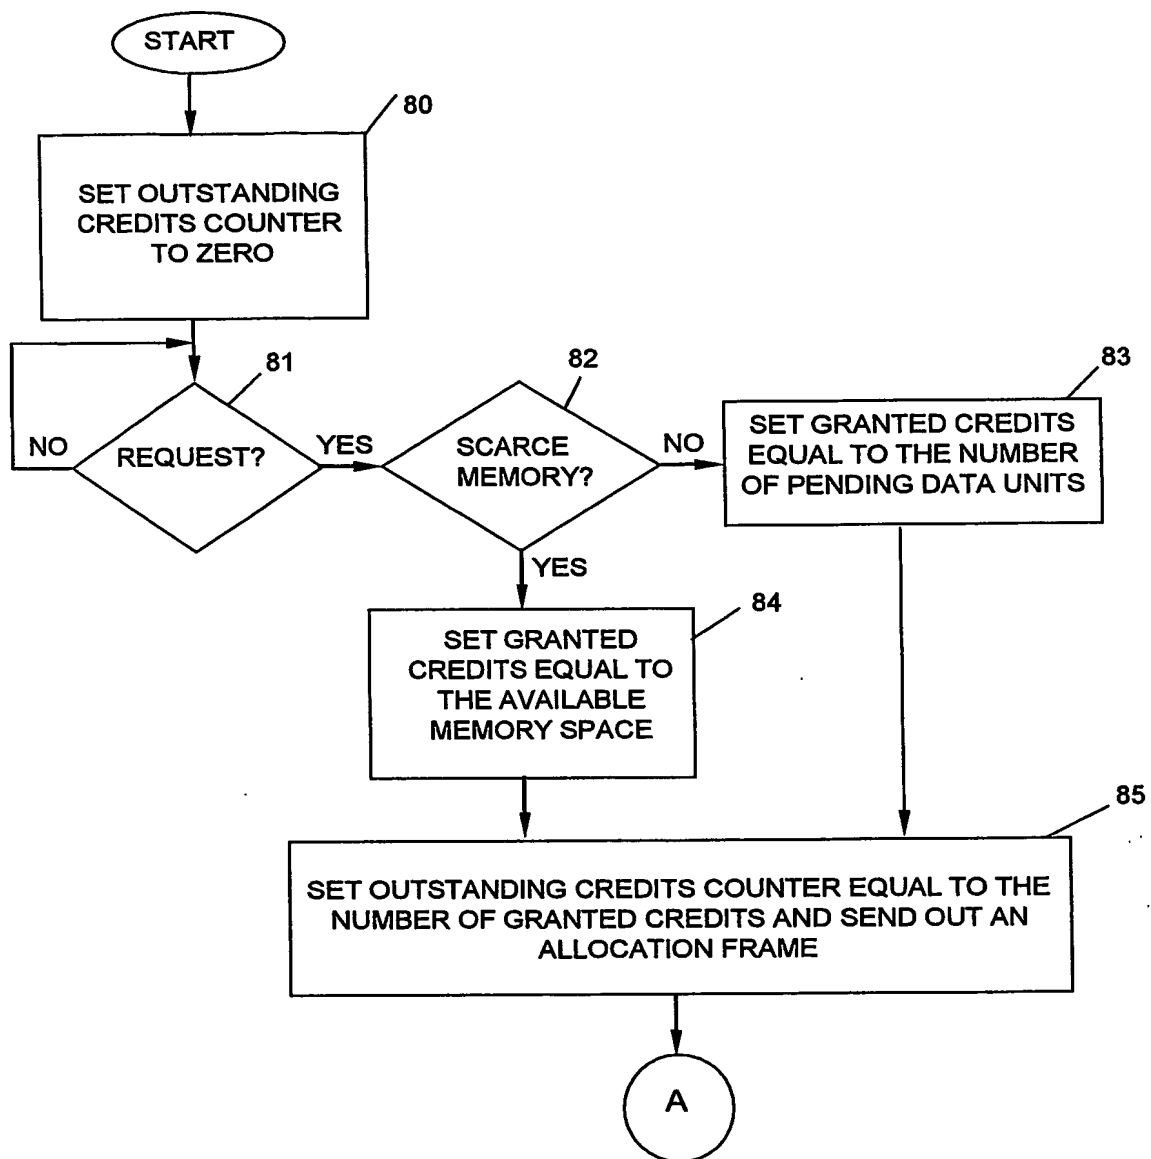 START
80
SET OUTSTANDING
CREDITS COUNTER
TO ZERO
81
REQUEST?
NO
YES
82
SCARCE
MEMORY?
NO
YES
83
SET GRANTED CREDITS
EQUAL TO THE NUMBER
OF PENDING DATA UNITS
84
SET GRANTED
CREDITS EQUAL TO
THE AVAILABLE
MEMORY SPACE
85
SET OUTSTANDING CREDITS COUNTER EQUAL TO THE
NUMBER OF GRANTED CREDITS AND SEND OUT AN
ALLOCATION FRAME
A